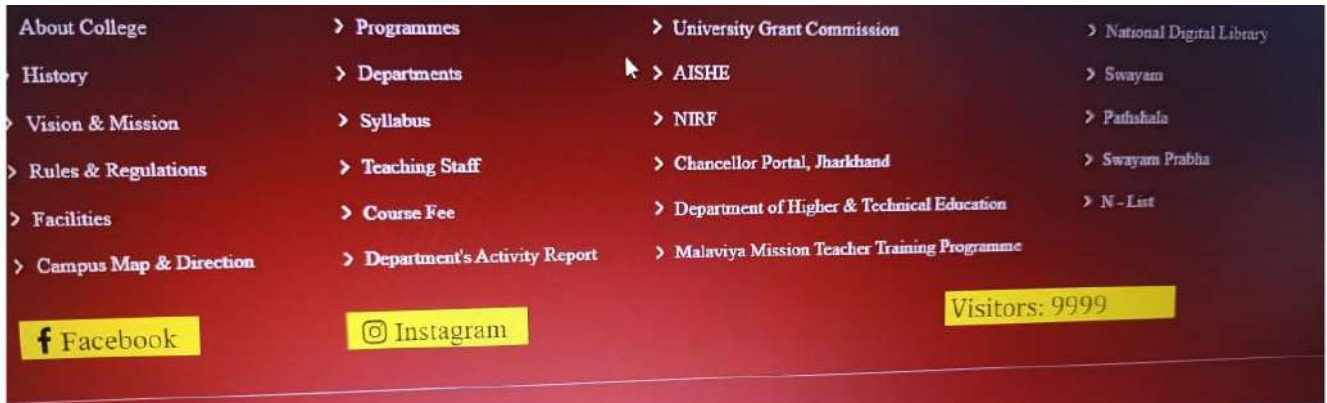 About College
History
Vision & Mission
Rules & Regulations
Facilities
Campus Map & Direction
Programmes
Departments
Syllabus
Teaching Staff
Course Fee
Department's Activity Report
University Grant Commission
AISHE
NIRF
Chancellor Portal, Jharkhand
Department of Higher & Technical Education
Malaviya Mission Teacher Training Programme
National Digital Library
Swayam
Pathshala
Swayam Prabha
N - List
Facebook
Instagram
Visitors: 9999